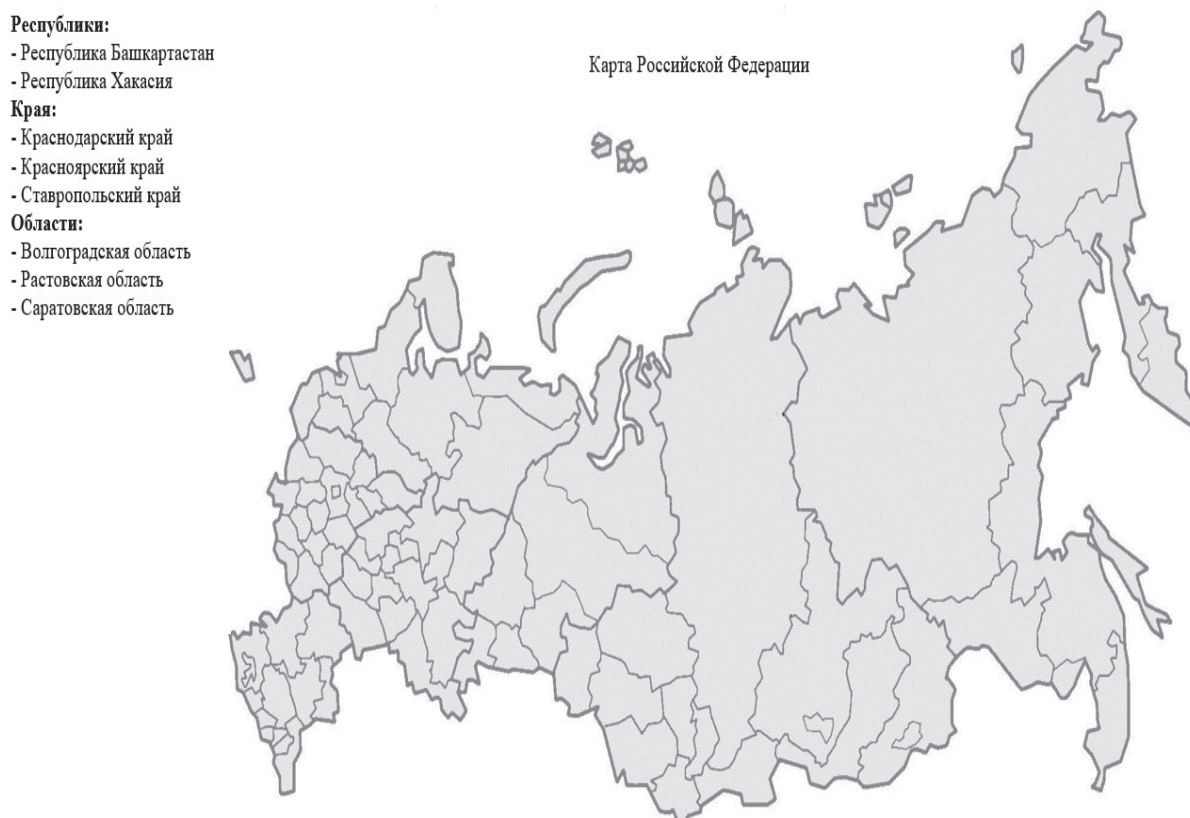 Республики:
- Республика Башкартастан
- Республика Хакасия
Края:
- Краснодарский край
- Красноярский край
- Ставропольский край
Области:
- Волгоградская область
- Растовская область
- Саратовская область
Карта Российской Федерации